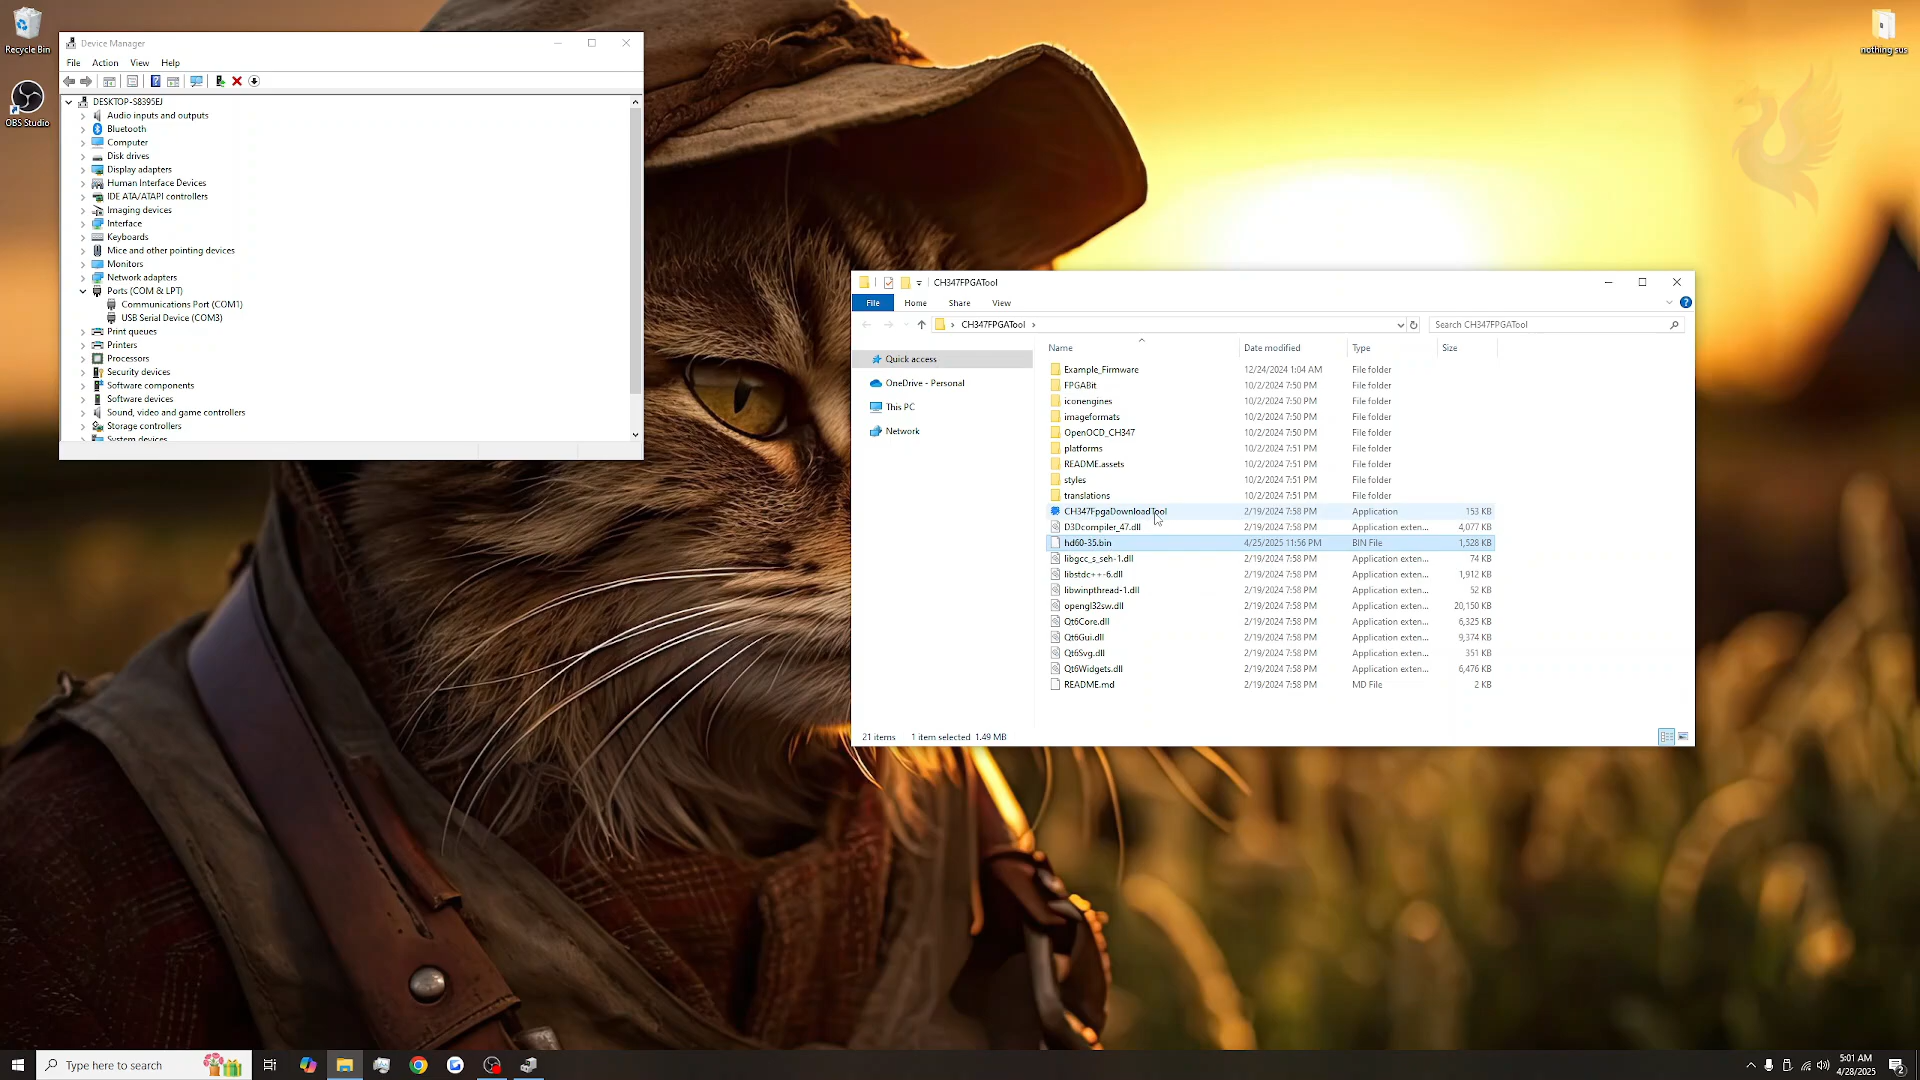 Recycle Bin
OBS Studio
nothing sus
Device Manager
File Action View Help
DESKTOP-S8395EJ
Audio inputs and outputs
Bluetooth
Computer
Disk drives
Display adapters
Human Interface Devices
IDE ATA/ATAPI controllers
Imaging devices
Interface
Keyboards
Mice and other pointing devices
Monitors
Network adapters
Ports (COM & LPT)
Communications Port (COM1)
USB Serial Device (COM3)
Print queues
Printers
Processors
Security devices
Software components
Software devices
Sound, video and game controllers
Storage controllers
System devices
CH347FPGATool
File Home Share View
CH347FPGATool
Search CH347FPGATool
Quick access
OneDrive - Personal
This PC
Network
Name Date modified Type Size
Example_Firmware 12/24/2024 1:04 AM File folder
FPGABit 10/2/2024 7:50 PM File folder
iconengines 10/2/2024 7:50 PM File folder
imageformats 10/2/2024 7:50 PM File folder
OpenOCD_CH347 10/2/2024 7:50 PM File folder
platforms 10/2/2024 7:51 PM File folder
README.assets 10/2/2024 7:51 PM File folder
styles 10/2/2024 7:51 PM File folder
translations 10/2/2024 7:51 PM File folder
CH347FpgaDownloadTool 2/19/2024 7:58 PM Application 153 KB
D3Dcompiler_47.dll 2/19/2024 7:58 PM Application exten... 4,077 KB
hd60-35.bin 4/25/2025 11:56 PM BIN File 1,528 KB
libgcc_s_seh-1.dll 2/19/2024 7:58 PM Application exten... 74 KB
libstdc++-6.dll 2/19/2024 7:58 PM Application exten... 1,912 KB
libwinpthread-1.dll 2/19/2024 7:58 PM Application exten... 52 KB
opengl32sw.dll 2/19/2024 7:58 PM Application exten... 20,150 KB
Qt6Core.dll 2/19/2024 7:58 PM Application exten... 6,325 KB
Qt6Gui.dll 2/19/2024 7:58 PM Application exten... 9,374 KB
Qt6Svg.dll 2/19/2024 7:58 PM Application exten... 351 KB
Qt6Widgets.dll 2/19/2024 7:58 PM Application exten... 6,476 KB
README.md 2/19/2024 7:58 PM MD File 2 KB
21 items 1 item selected 1.49 MB
Type here to search
5:01 AM
4/28/2025
2